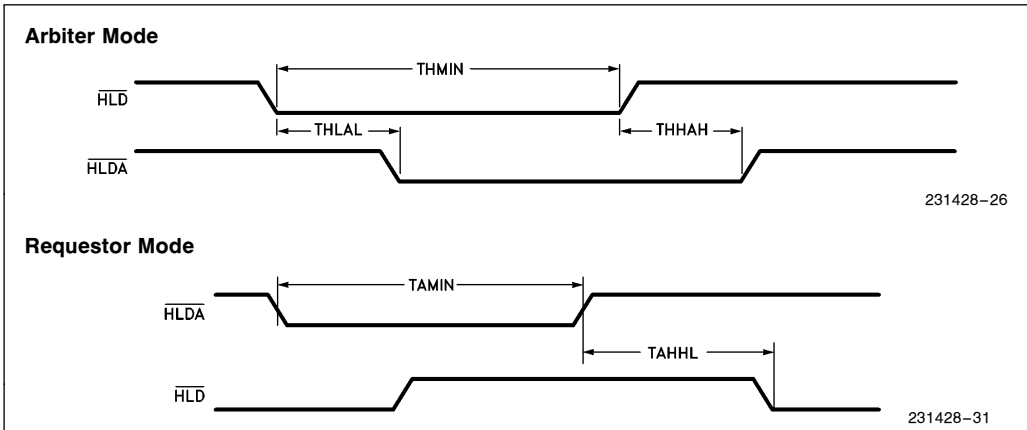 Arbiter Mode
THMIN
HLD
THLAL
THHAH
HLDA
231428–26
Requestor Mode
TAMIN
HLDA
TAHHL
HLD
231428–31